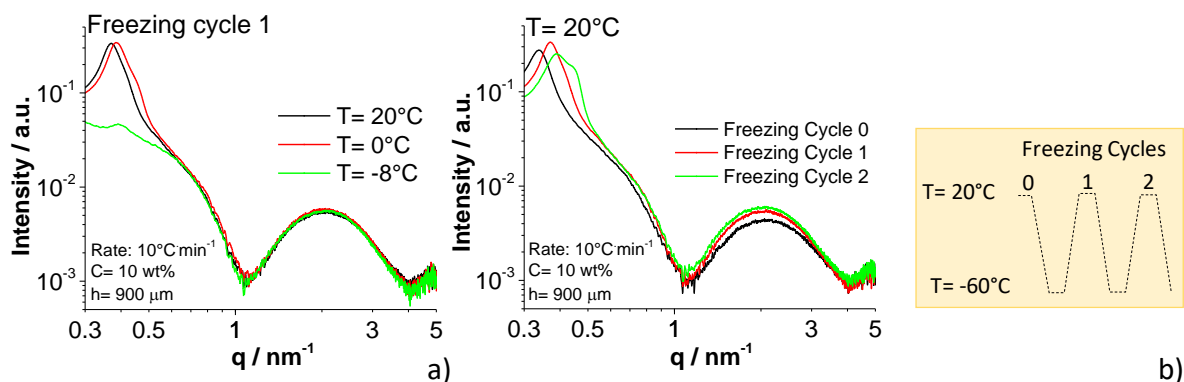 Freezing cycle 1
Intensity / a.u.
10⁻¹
10⁻²
10⁻³
T= 20°C
T= 0°C
T= -8°C
Rate: 10°C·min⁻¹
C= 10 wt%
h= 900 μm
0.3 0.5 1 3 5
q / nm⁻¹
a)
T= 20°C
Intensity / a.u.
10⁻¹
10⁻²
10⁻³
Freezing Cycle 0
Freezing Cycle 1
Freezing Cycle 2
Rate: 10°C·min⁻¹
C= 10 wt%
h= 900 μm
0.3 0.5 1 3 5
q / nm⁻¹
Freezing Cycles
0 1 2
T= 20°C
T= -60°C
b)